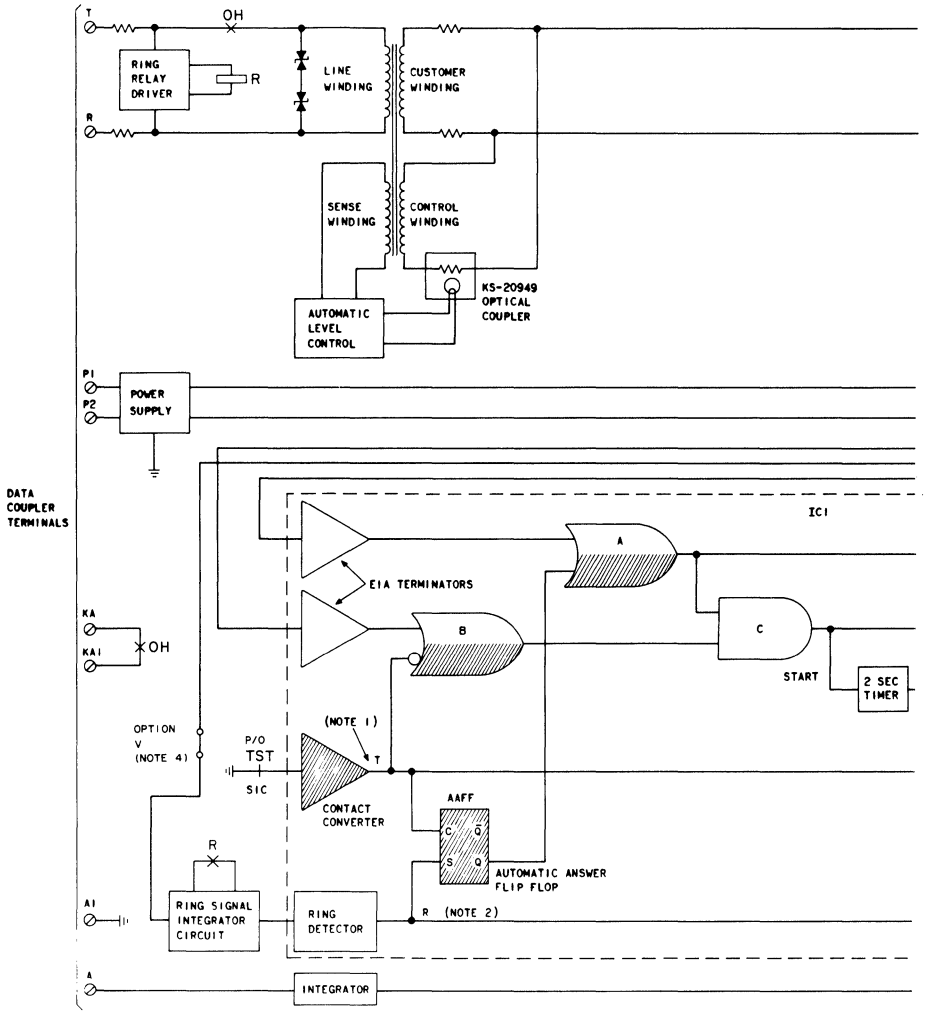 T
OH
RING
RELAY
DRIVER
R
LINE
WINDING
CUSTOMER
WINDING
R
SENSE
WINDING
CONTROL
WINDING
KS-20949
OPTICAL
COUPLER
AUTOMATIC
LEVEL
CONTROL
P1
P2
POWER
SUPPLY
DATA
COUPLER
TERMINALS
IC1
A
EIA TERMINATORS
KA
KA1
OH
B
C
START
2 SEC
TIMER
OPTION
V
(NOTE 4)
P/O
TST
SIC
(NOTE 1)
T
CONTACT
CONVERTER
AAFF
C Q̅
S Q
AUTOMATIC ANSWER
FLIP FLOP
R
A1
RING SIGNAL
INTEGRATOR
CIRCUIT
RING
DETECTOR
R (NOTE 2)
A
INTEGRATOR